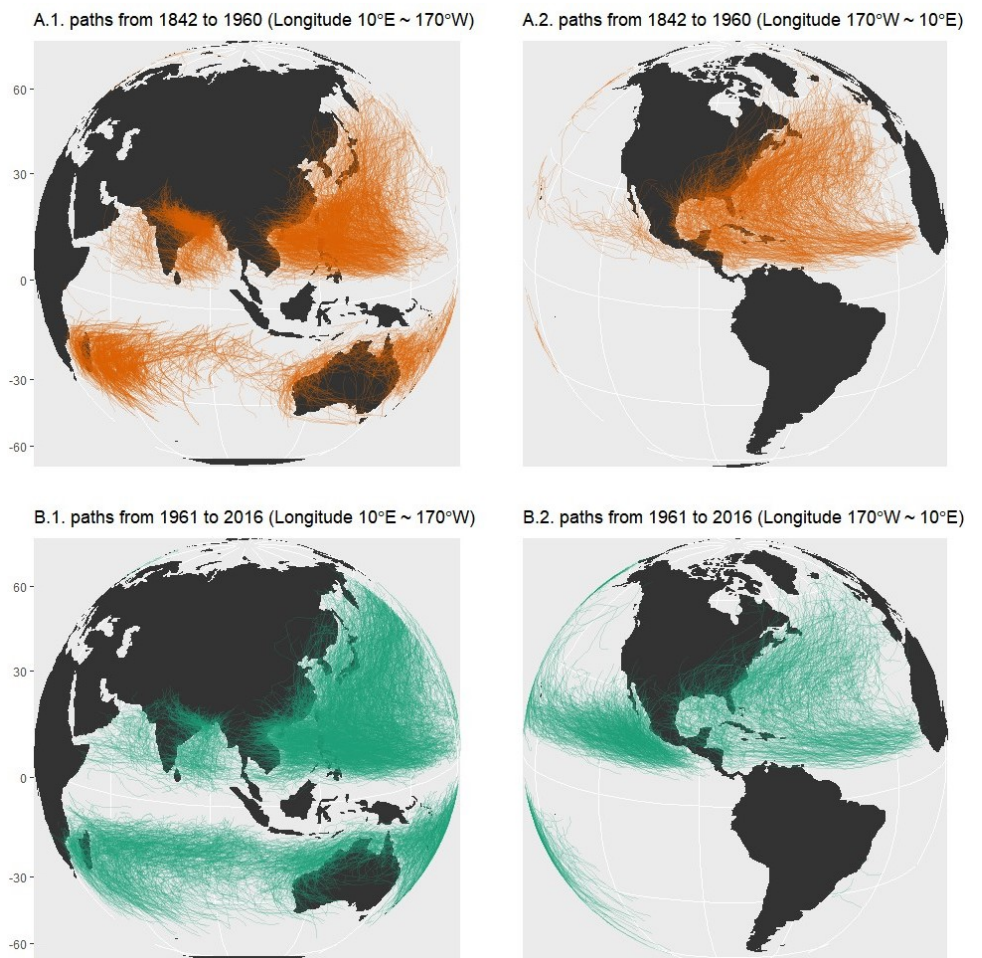 A.1. paths from 1842 to 1960 (Longitude 10°E ~ 170°W)
A.2. paths from 1842 to 1960 (Longitude 170°W ~ 10°E)
60
30
0
-30
-60
B.1. paths from 1961 to 2016 (Longitude 10°E ~ 170°W)
B.2. paths from 1961 to 2016 (Longitude 170°W ~ 10°E)
60
30
0
-30
-60